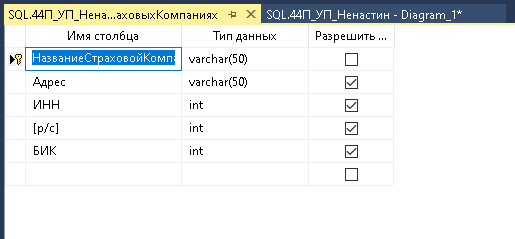 SQL.44П_УП_Нена...аховыхКомпаниях
SQL.44П_УП_Ненастин - Diagram_1*
Имя столбца Тип данных Разрешить ...
НазваниеСтраховойКомпа varchar(50)
Адрес varchar(50)
ИНН int
[р/с] int
БИК int